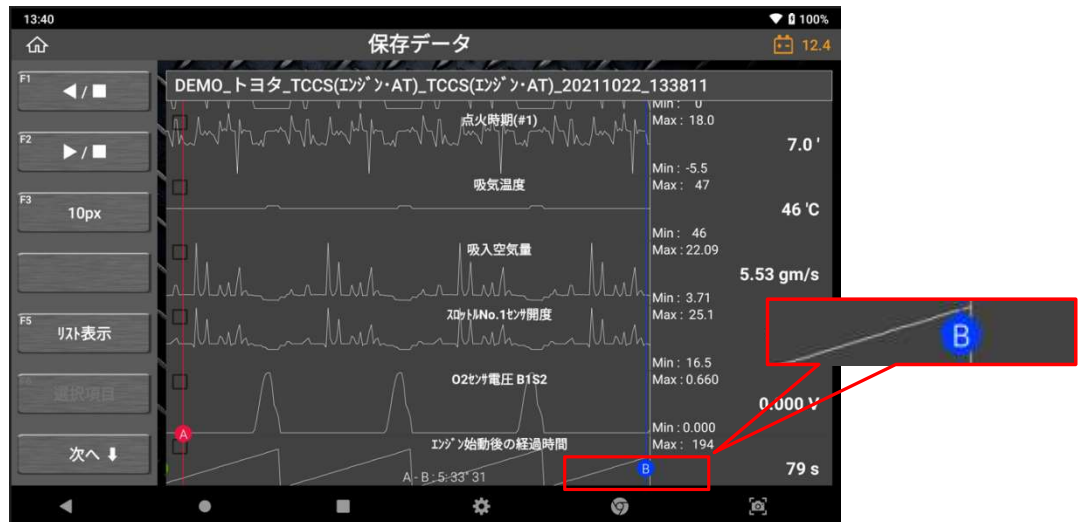 13:40
100%
保存データ
12.4
DEMO_トヨタ_TCCS(ｴﾝｼﾞﾝ･AT)_TCCS(ｴﾝｼﾞﾝ･AT)_20211022_133811
F1
◀/■
F2
▶/■
F3
10px
F5
ﾘｽﾄ表示
F6
選択項目
次へ⬇
Min : 0
点火時期(#1)
Max : 18.0
7.0 '
Min : -5.5
吸気温度
Max : 47
46 'C
Min : 46
吸入空気量
Max : 22.09
5.53 gm/s
Min : 3.71
ｽﾛｯﾄﾙNo.1ｾﾝｻ開度
Max : 25.1
Min : 16.5
O2ｾﾝｻ電圧 B1S2
Max : 0.660
0.000 V
Min : 0.000
A
ｴﾝｼﾞﾝ始動後の経過時間
Max : 194
A - B : 5: 33" 31
B
79 s
B